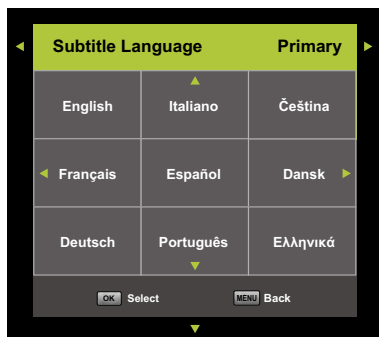 Subtitle Language Primary
English Italiano Čeština
Français Español Dansk
Deutsch Português Ελληνικά
OK Select MENU Back